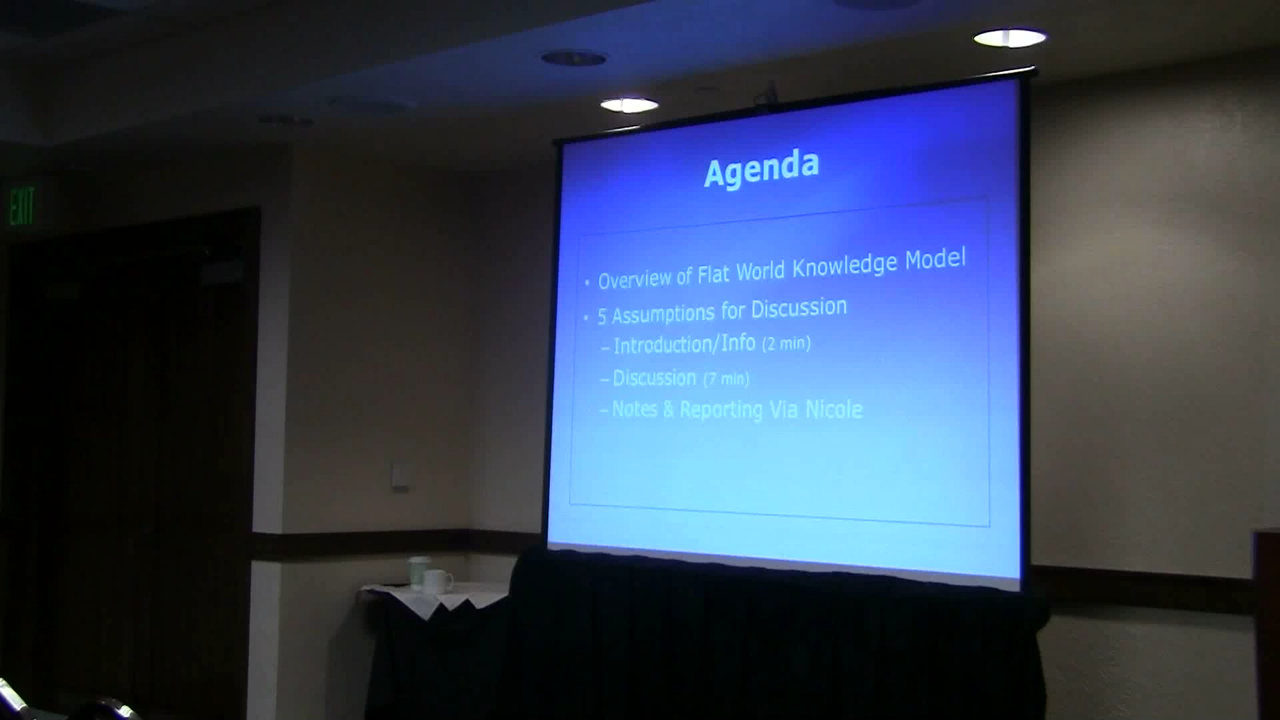 EXIT
Agenda
• Overview of Flat World Knowledge Model
• 5 Assumptions for Discussion
– Introduction/Info (2 min)
– Discussion (7 min)
– Notes & Reporting Via Nicole